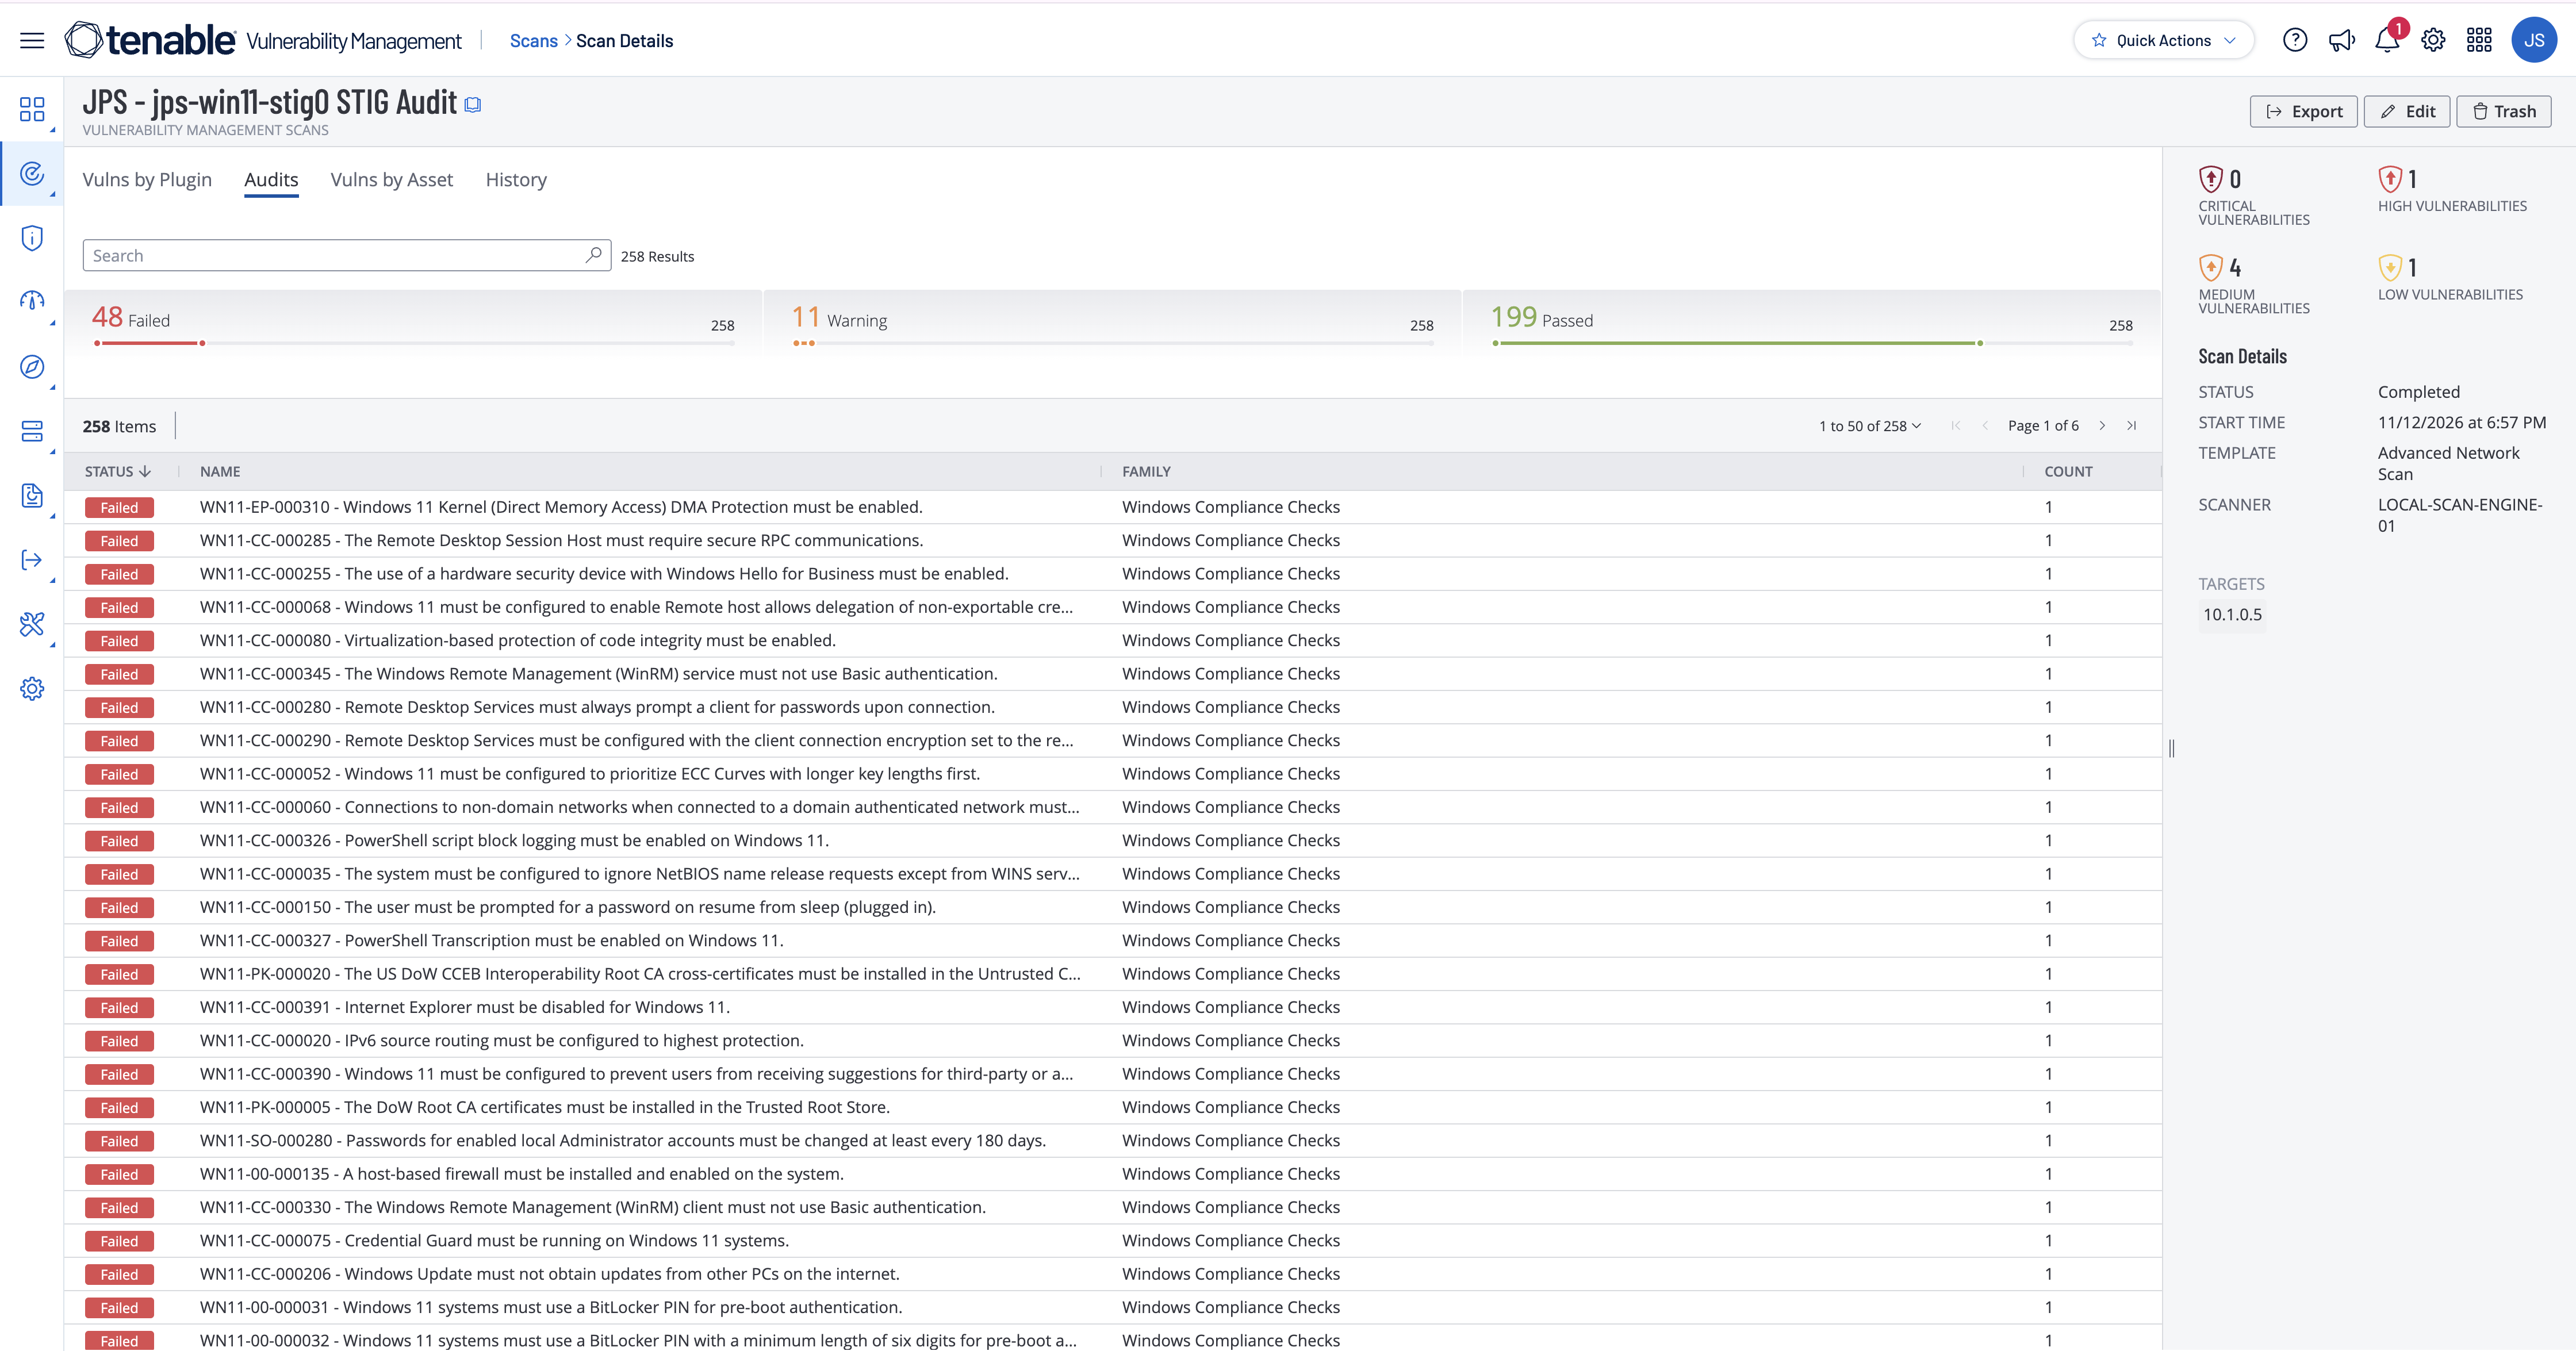 tenable Vulnerability Management
Scans > Scan Details
Quick Actions
1
JS
JPS - jps-win11-stig0 STIG Audit
VULNERABILITY MANAGEMENT SCANS
Export
Edit
Trash
Vulns by Plugin
Audits
Vulns by Asset
History
Search
258 Results
48 Failed 258
11 Warning 258
199 Passed 258
258 Items
1 to 50 of 258
Page 1 of 6
STATUS NAME FAMILY COUNT
Failed WN11-EP-000310 - Windows 11 Kernel (Direct Memory Access) DMA Protection must be enabled. Windows Compliance Checks 1
Failed WN11-CC-000285 - The Remote Desktop Session Host must require secure RPC communications. Windows Compliance Checks 1
Failed WN11-CC-000255 - The use of a hardware security device with Windows Hello for Business must be enabled. Windows Compliance Checks 1
Failed WN11-CC-000068 - Windows 11 must be configured to enable Remote host allows delegation of non-exportable cre... Windows Compliance Checks 1
Failed WN11-CC-000080 - Virtualization-based protection of code integrity must be enabled. Windows Compliance Checks 1
Failed WN11-CC-000345 - The Windows Remote Management (WinRM) service must not use Basic authentication. Windows Compliance Checks 1
Failed WN11-CC-000280 - Remote Desktop Services must always prompt a client for passwords upon connection. Windows Compliance Checks 1
Failed WN11-CC-000290 - Remote Desktop Services must be configured with the client connection encryption set to the re... Windows Compliance Checks 1
Failed WN11-CC-000052 - Windows 11 must be configured to prioritize ECC Curves with longer key lengths first. Windows Compliance Checks 1
Failed WN11-CC-000060 - Connections to non-domain networks when connected to a domain authenticated network must... Windows Compliance Checks 1
Failed WN11-CC-000326 - PowerShell script block logging must be enabled on Windows 11. Windows Compliance Checks 1
Failed WN11-CC-000035 - The system must be configured to ignore NetBIOS name release requests except from WINS serv... Windows Compliance Checks 1
Failed WN11-CC-000150 - The user must be prompted for a password on resume from sleep (plugged in). Windows Compliance Checks 1
Failed WN11-CC-000327 - PowerShell Transcription must be enabled on Windows 11. Windows Compliance Checks 1
Failed WN11-PK-000020 - The US DoW CCEB Interoperability Root CA cross-certificates must be installed in the Untrusted C... Windows Compliance Checks 1
Failed WN11-CC-000391 - Internet Explorer must be disabled for Windows 11. Windows Compliance Checks 1
Failed WN11-CC-000020 - IPv6 source routing must be configured to highest protection. Windows Compliance Checks 1
Failed WN11-CC-000390 - Windows 11 must be configured to prevent users from receiving suggestions for third-party or a... Windows Compliance Checks 1
Failed WN11-PK-000005 - The DoW Root CA certificates must be installed in the Trusted Root Store. Windows Compliance Checks 1
Failed WN11-SO-000280 - Passwords for enabled local Administrator accounts must be changed at least every 180 days. Windows Compliance Checks 1
Failed WN11-00-000135 - A host-based firewall must be installed and enabled on the system. Windows Compliance Checks 1
Failed WN11-CC-000330 - The Windows Remote Management (WinRM) client must not use Basic authentication. Windows Compliance Checks 1
Failed WN11-CC-000075 - Credential Guard must be running on Windows 11 systems. Windows Compliance Checks 1
Failed WN11-CC-000206 - Windows Update must not obtain updates from other PCs on the internet. Windows Compliance Checks 1
Failed WN11-00-000031 - Windows 11 systems must use a BitLocker PIN for pre-boot authentication. Windows Compliance Checks 1
Failed WN11-00-000032 - Windows 11 systems must use a BitLocker PIN with a minimum length of six digits for pre-boot a... Windows Compliance Checks 1
0
CRITICAL
VULNERABILITIES
1
HIGH VULNERABILITIES
4
MEDIUM
VULNERABILITIES
1
LOW VULNERABILITIES
Scan Details
STATUS Completed
START TIME 11/12/2026 at 6:57 PM
TEMPLATE Advanced Network
Scan
SCANNER LOCAL-SCAN-ENGINE-
01
TARGETS
10.1.0.5